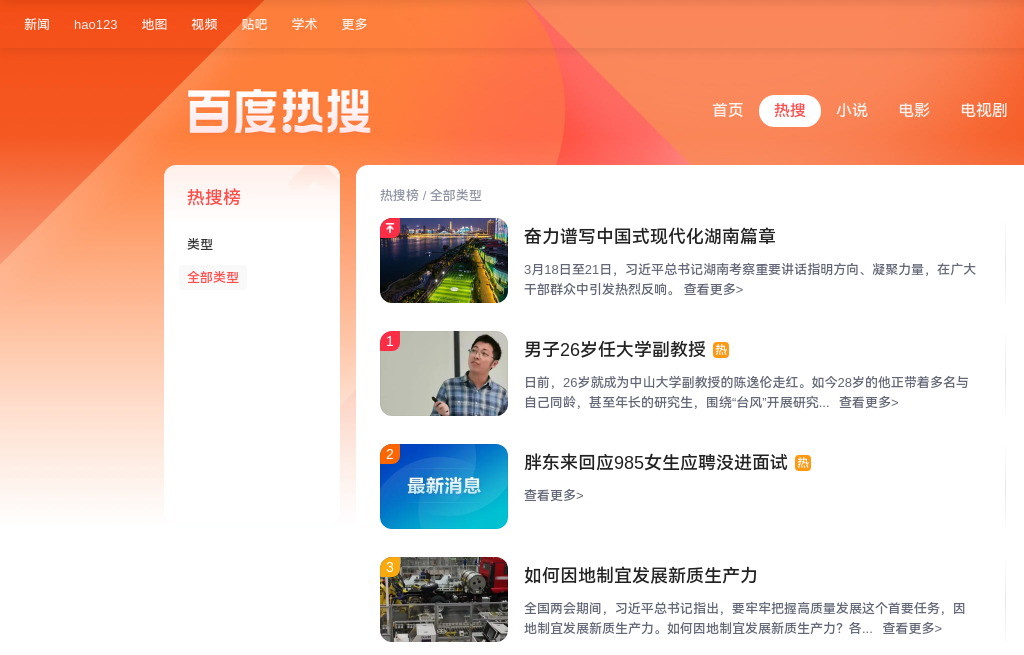 新闻 hao123 地图 视频 贴吧 学术 更多
百度热搜
首页 热搜 小说 电影 电视剧
热搜榜
类型
全部类型
热搜榜 / 全部类型
奋力谱写中国式现代化湖南篇章
3月18日至21日，习近平总书记湖南考察重要讲话指明方向、凝聚力量，在广大
干部群众中引发热烈反响。 查看更多>
1
男子26岁任大学副教授 热
日前，26岁就成为中山大学副教授的陈逸伦走红。如今28岁的他正带着多名与
自己同龄，甚至年长的研究生，围绕“台风”开展研究... 查看更多>
2
最新消息
胖东来回应985女生应聘没进面试 热
查看更多>
3
如何因地制宜发展新质生产力
全国两会期间，习近平总书记指出，要牢牢把握高质量发展这个首要任务，因
地制宜发展新质生产力。如何因地制宜发展新质生产力？各... 查看更多>